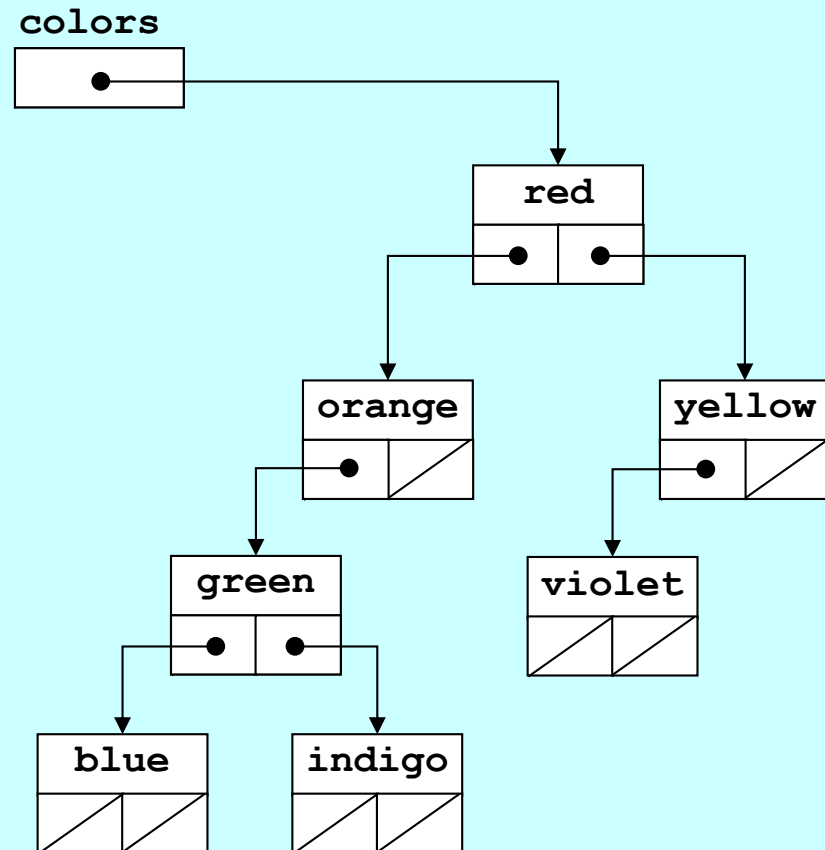 colors
red
orange
yellow
green
violet
blue
indigo